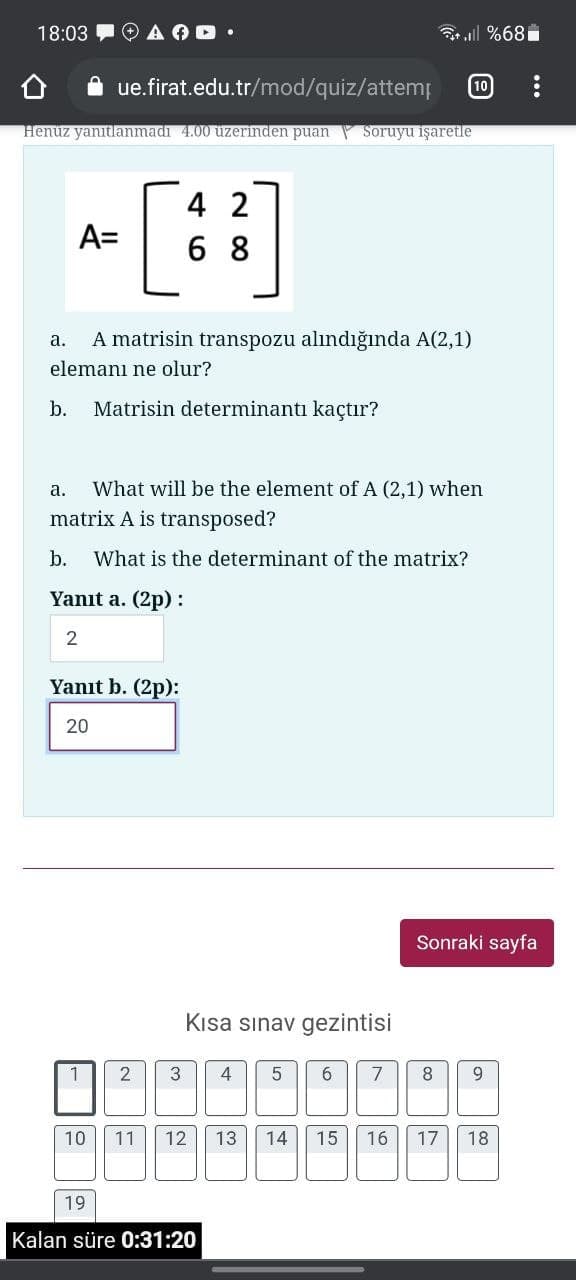 18:03 %68
ue.firat.edu.tr/mod/quiz/attemp 10
Henüz yanıtlanmadı 4.00 üzerinden puan Soruyu işaretle
4 2
A=
6 8
a. A matrisin transpozu alındığında A(2,1)
elemanı ne olur?
b. Matrisin determinantı kaçtır?
a. What will be the element of A (2,1) when
matrix A is transposed?
b. What is the determinant of the matrix?
Yanıt a. (2p) :
2
Yanıt b. (2p):
20
Sonraki sayfa
Kısa sınav gezintisi
1 2 3 4 5 6 7 8 9
10 11 12 13 14 15 16 17 18
19
Kalan süre 0:31:20